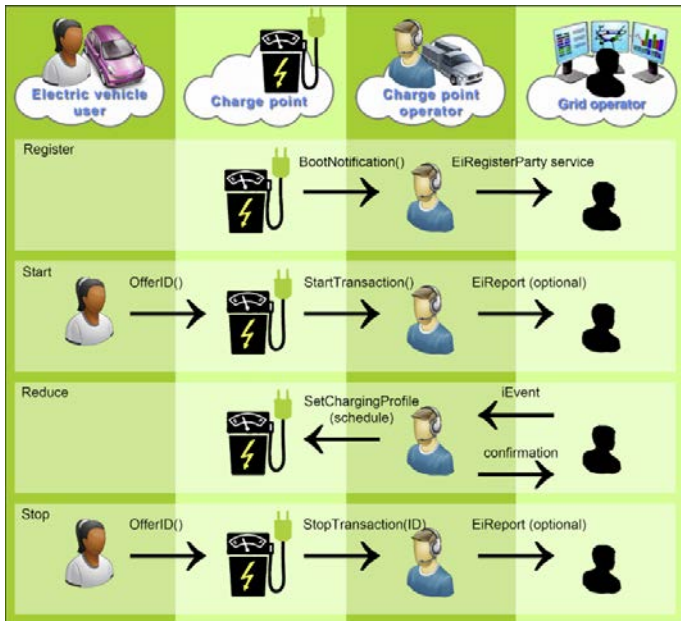 Electric vehicle
user
Charge point
Charge point
operator
Grid operator
Register
BootNotification()
EiRegisterParty service
Start
OfferID()
StartTransaction()
EiReport (optional)
Reduce
SetChargingProfile
(schedule)
iEvent
confirmation
Stop
OfferID()
StopTransaction(ID)
EiReport (optional)